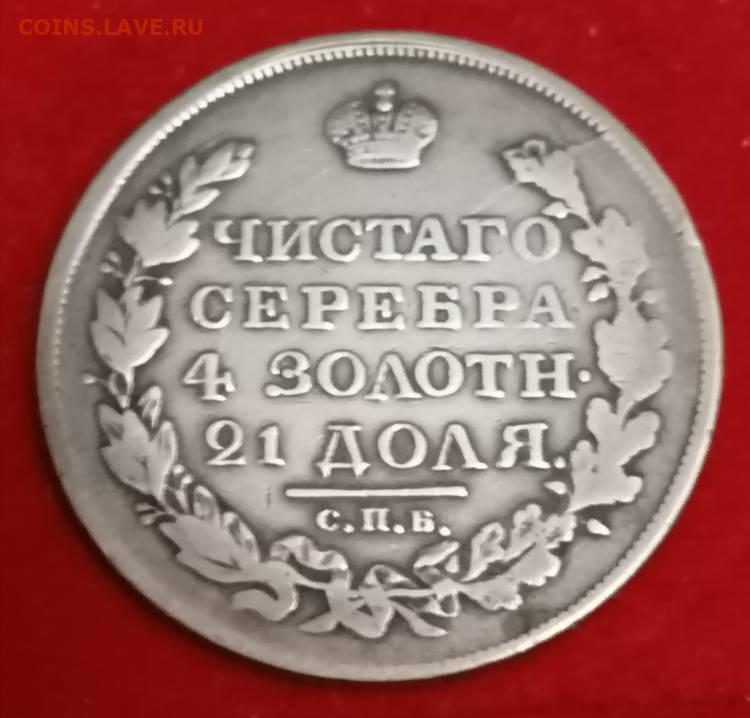 COINS.LAVE.RU
ЧИСТАГО
СЕРЕБРА
4 ЗОЛОТН·
21 ДОЛЯ.
С.П.Б.